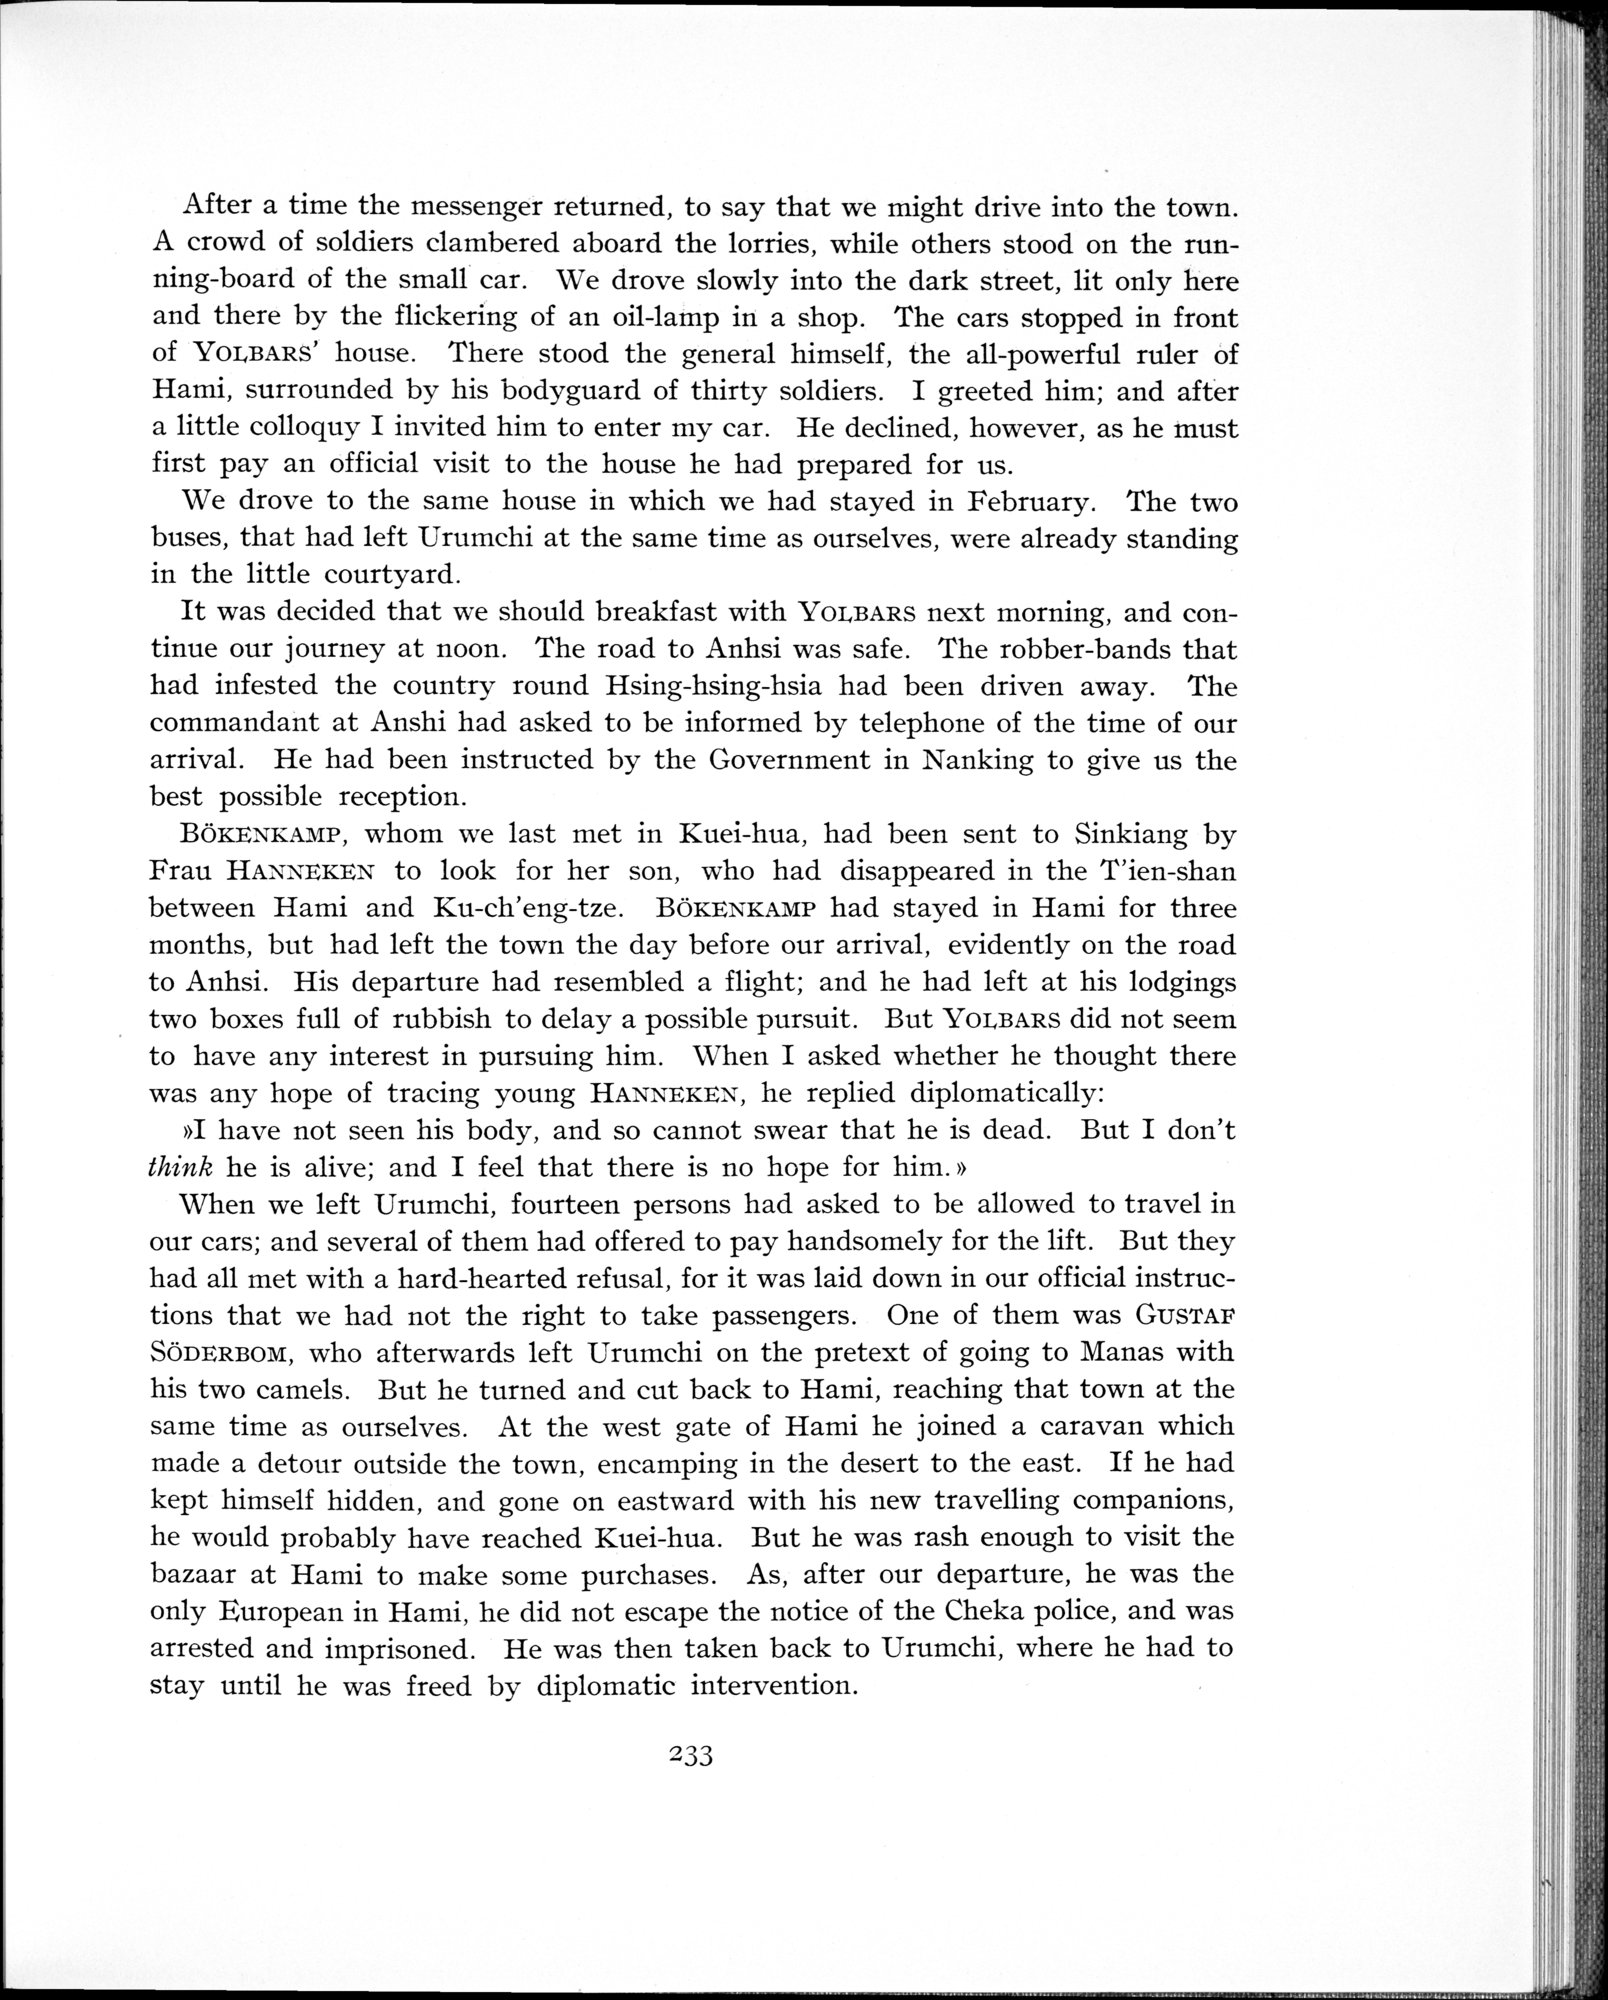 After a time the messenger returned, to say that we might drive into the town.
A crowd of soldiers clambered aboard the lorries, while others stood on the run-
ning-board of the small car. We drove slowly into the dark street, lit only here
and there by the flickering of an oil-lamp in a shop. The cars stopped in front
of YOLBARS' house. There stood the general himself, the all-powerful ruler of
Hami, surrounded by his bodyguard of thirty soldiers. I greeted him; and after
a little colloquy I invited him to enter my car. He declined, however, as he must
first pay an official visit to the house he had prepared for us.
We drove to the same house in which we had stayed in February. The two
buses, that had left Urumchi at the same time as ourselves, were already standing
in the little courtyard.
It was decided that we should breakfast with YOLBARS next morning, and con-
tinue our journey at noon. The road to Anhsi was safe. The robber-bands that
had infested the country round Hsing-hsing-hsia had been driven away. The
commandant at Anshi had asked to be informed by telephone of the time of our
arrival. He had been instructed by the Government in Nanking to give us the
best possible reception.
BÖKENKAMP, whom we last met in Kuei-hua, had been sent to Sinkiang by
Frau HANNEKEN to look for her son, who had disappeared in the T'ien-shan
between Hami and Ku-ch'eng-tze. BÖKENKAMP had stayed in Hami for three
months, but had left the town the day before our arrival, evidently on the road
to Anhsi. His departure had resembled a flight; and he had left at his lodgings
two boxes full of rubbish to delay a possible pursuit. But YOLBARS did not seem
to have any interest in pursuing him. When I asked whether he thought there
was any hope of tracing young HANNEKEN, he replied diplomatically:
»I have not seen his body, and so cannot swear that he is dead. But I don't
think he is alive; and I feel that there is no hope for him.»
When we left Urumchi, fourteen persons had asked to be allowed to travel in
our cars; and several of them had offered to pay handsomely for the lift. But they
had all met with a hard-hearted refusal, for it was laid down in our official instruc-
tions that we had not the right to take passengers. One of them was GUSTAF
SÖDERBOM, who afterwards left Urumchi on the pretext of going to Manas with
his two camels. But he turned and cut back to Hami, reaching that town at the
same time as ourselves. At the west gate of Hami he joined a caravan which
made a detour outside the town, encamping in the desert to the east. If he had
kept himself hidden, and gone on eastward with his new travelling companions,
he would probably have reached Kuei-hua. But he was rash enough to visit the
bazaar at Hami to make some purchases. As, after our departure, he was the
only European in Hami, he did not escape the notice of the Cheka police, and was
arrested and imprisoned. He was then taken back to Urumchi, where he had to
stay until he was freed by diplomatic intervention.
233